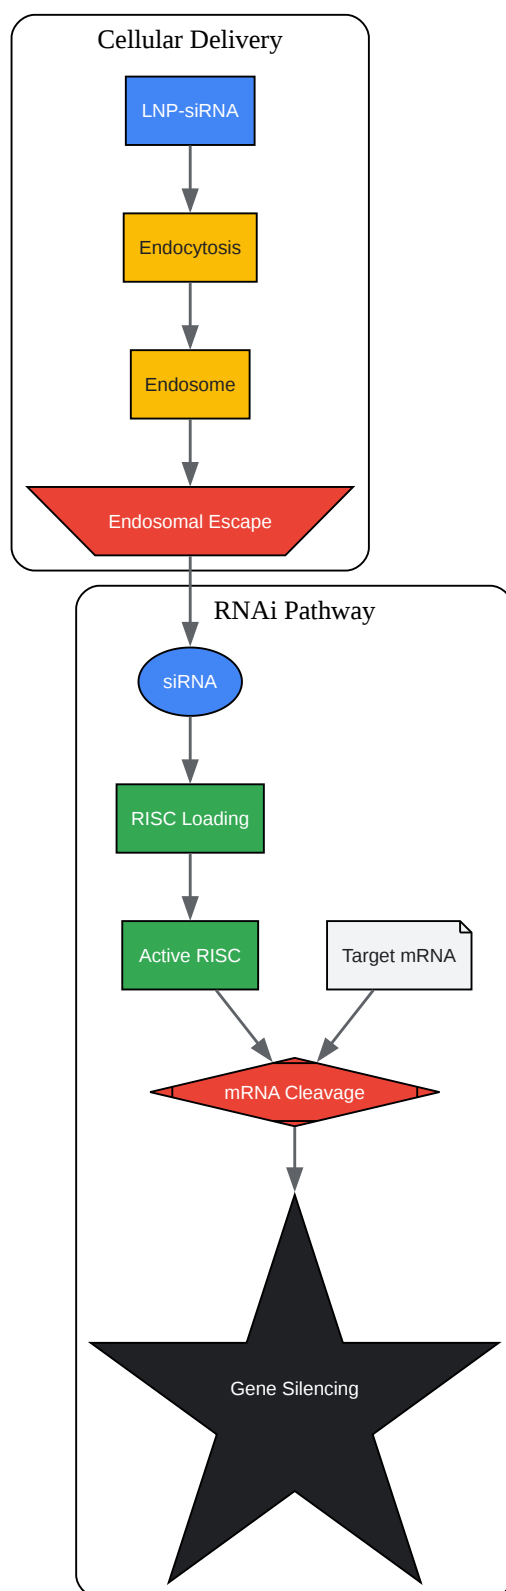 Cellular Delivery
LNP-siRNA
Endocytosis
Endosome
Endosomal Escape
RNAi Pathway
siRNA
RISC Loading
Active RISC
Target mRNA
mRNA Cleavage
Gene Silencing